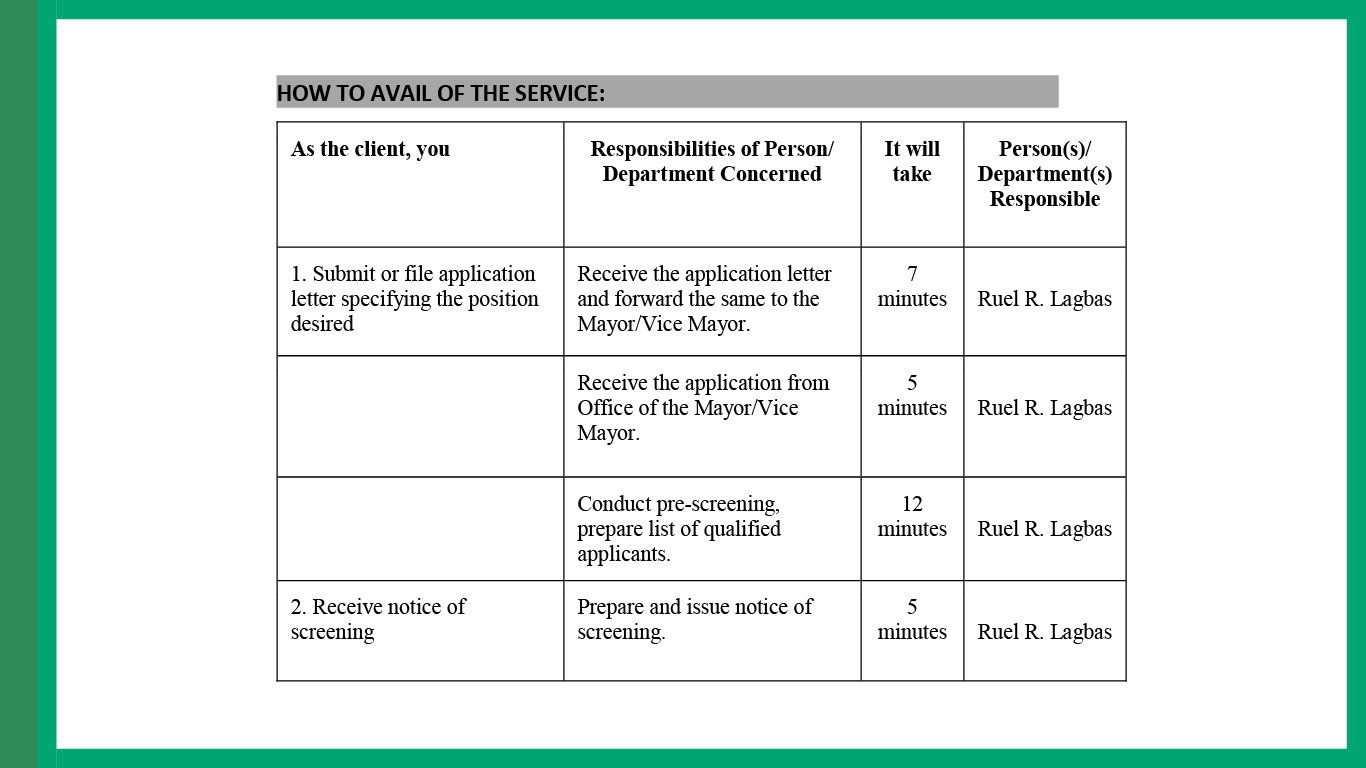 HOW TO AVAIL OF THE SERVICE:
As the client, you
Responsibilities of Person/
Department Concerned
It will
take
Person(s)/
Department(s)
Responsible
1. Submit or file application
letter specifying the position
desired
Receive the application letter
and forward the same to the
Mayor/Vice Mayor.
7
minutes
Ruel R. Lagbas
Receive the application from
Office of the Mayor/Vice
Mayor.
5
minutes
Ruel R. Lagbas
Conduct pre-screening,
prepare list of qualified
applicants.
12
minutes
Ruel R. Lagbas
2. Receive notice of
screening
Prepare and issue notice of
screening.
5
minutes
Ruel R. Lagbas